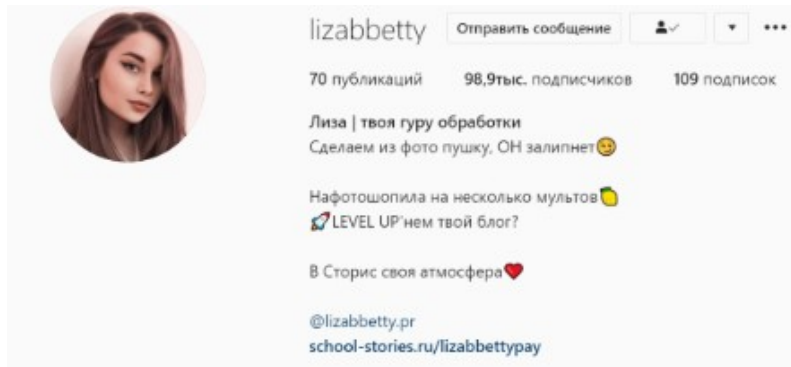 lizabbetty Отправить сообщение
70 публикаций 98,9тыс. подписчиков 109 подписок
Лиза | твоя гуру обработки
Сделаем из фото пушку, ОН залипнет😏
Нафотошопила на несколько мультов🍋
🚀LEVEL UP'нем твой блог?
В Сторис своя атмосфера❤️
@lizabbetty.pr
school-stories.ru/lizabbettypay